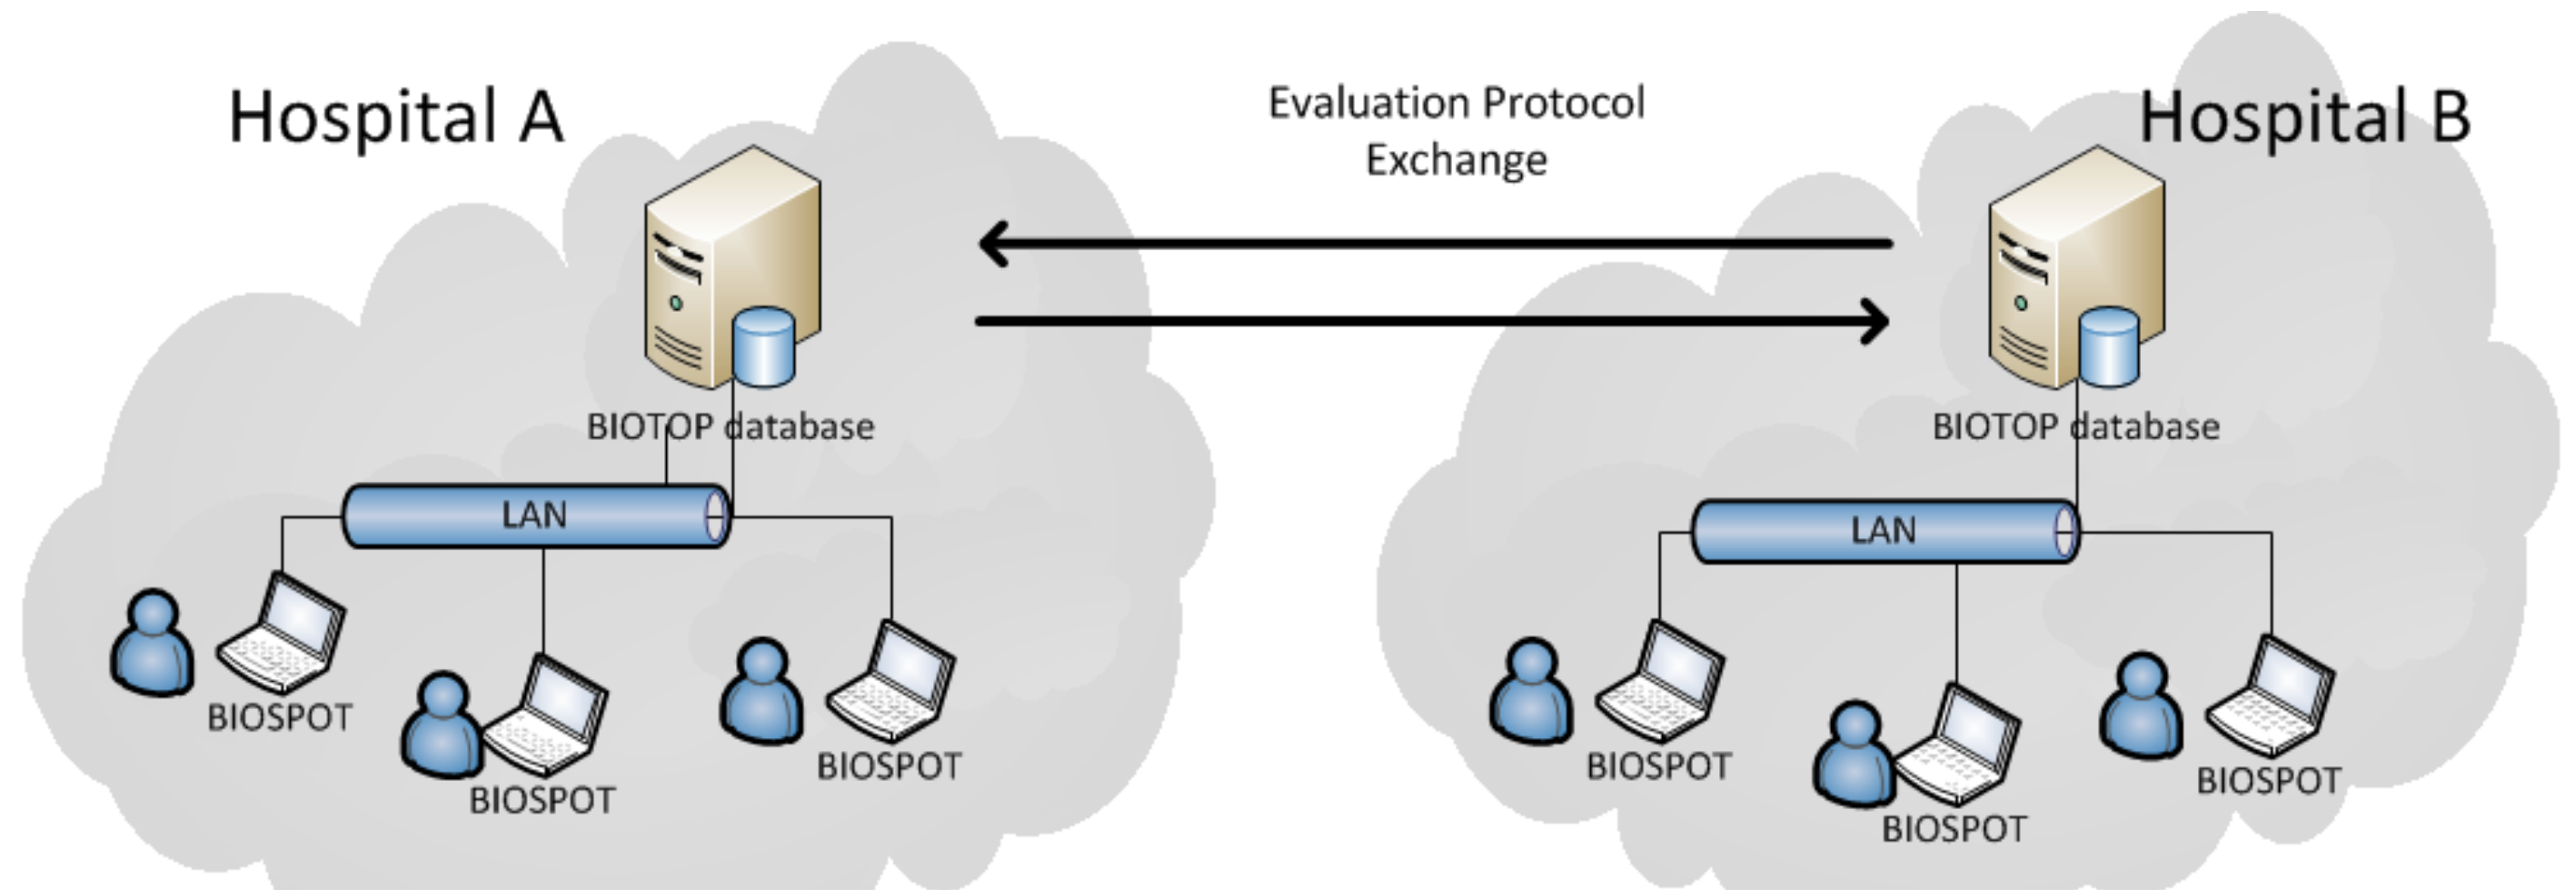 Hospital A
Evaluation Protocol
Exchange
Hospital B
BIOTOP database
BIOTOP database
LAN
LAN
BIOSPOT
BIOSPOT
BIOSPOT
BIOSPOT
BIOSPOT
BIOSPOT